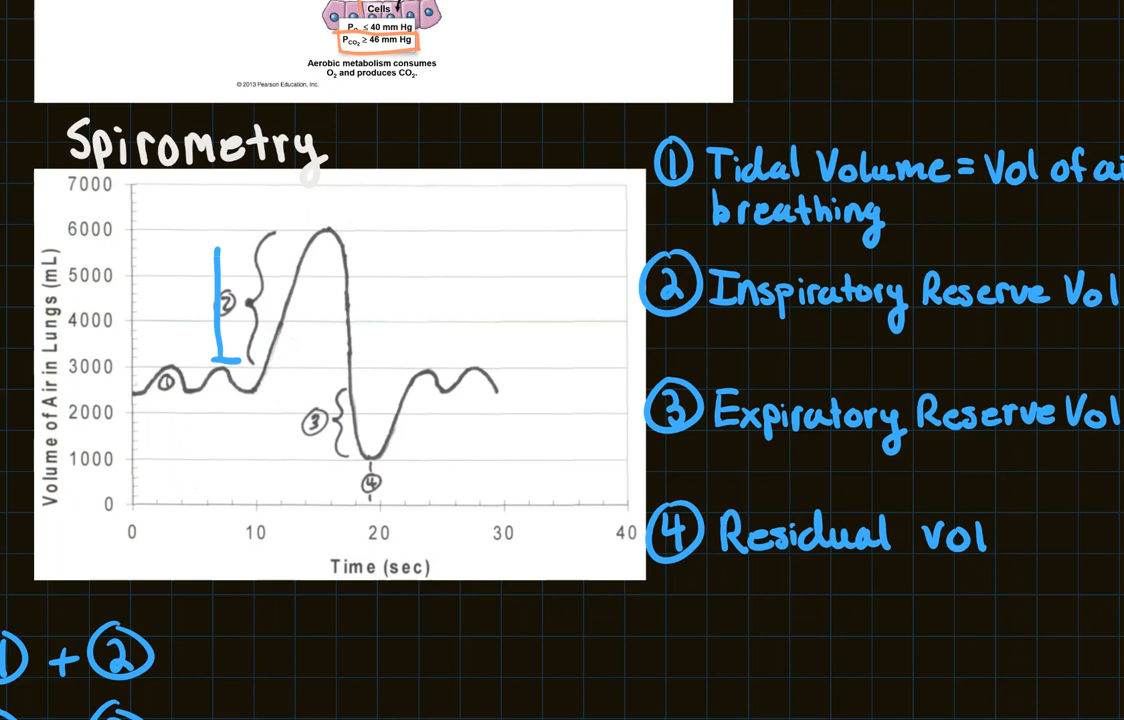 Cells
P ≤ 40 mm Hg
PCO2 ≥ 46 mm Hg
Aerobic metabolism consumes
O2 and produces CO2.
© 2013 Pearson Education, Inc.
Spirometry
① Tidal Volume = Vol of
breathing
② Inspiratory Reserve Vol
③ Expiratory Reserve Vol
④ Residual vol
Volume of Air in Lungs (mL)
7000
6000
5000
4000
3000
2000
1000
0
②
①
③
④
0 10 20 30 40
Time (sec)
① + ②